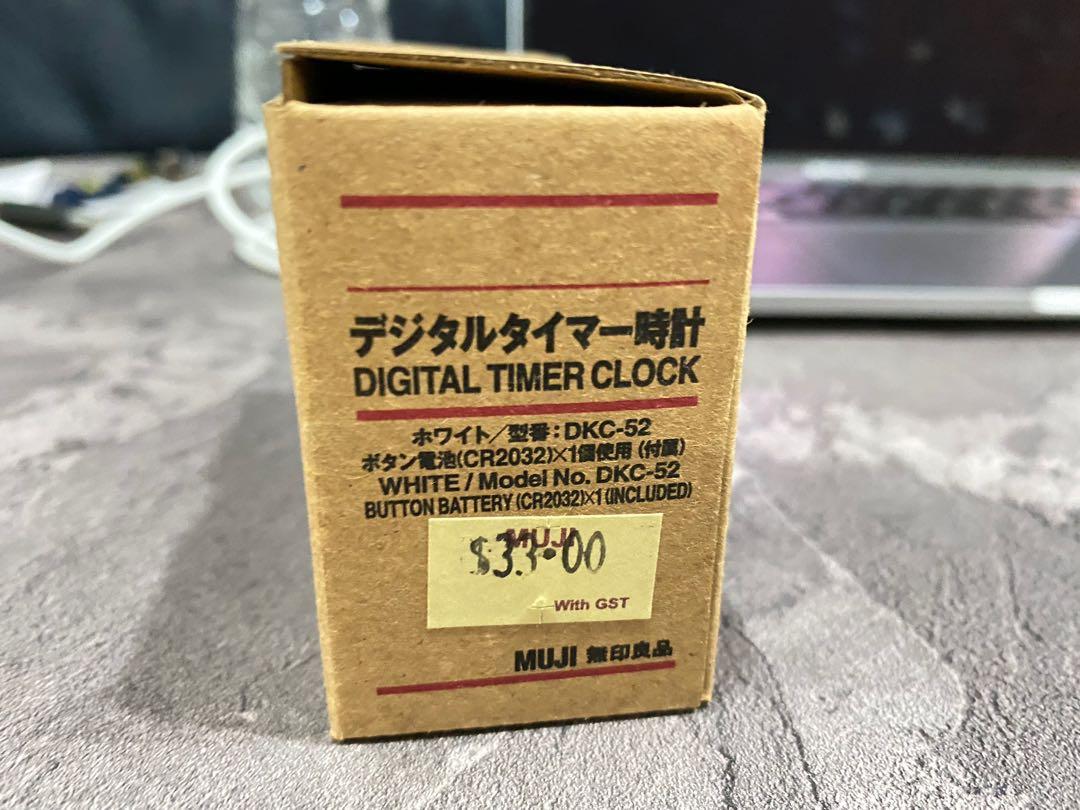 デジタルタイマー時計
DIGITAL TIMER CLOCK
ホワイト／型番：DKC-52
ボタン電池(CR2032)×1個使用（付属）
WHITE / Model No. DKC-52
BUTTON BATTERY (CR2032)×1 (INCLUDED)
MUJI
$33.00
With GST
MUJI 無印良品